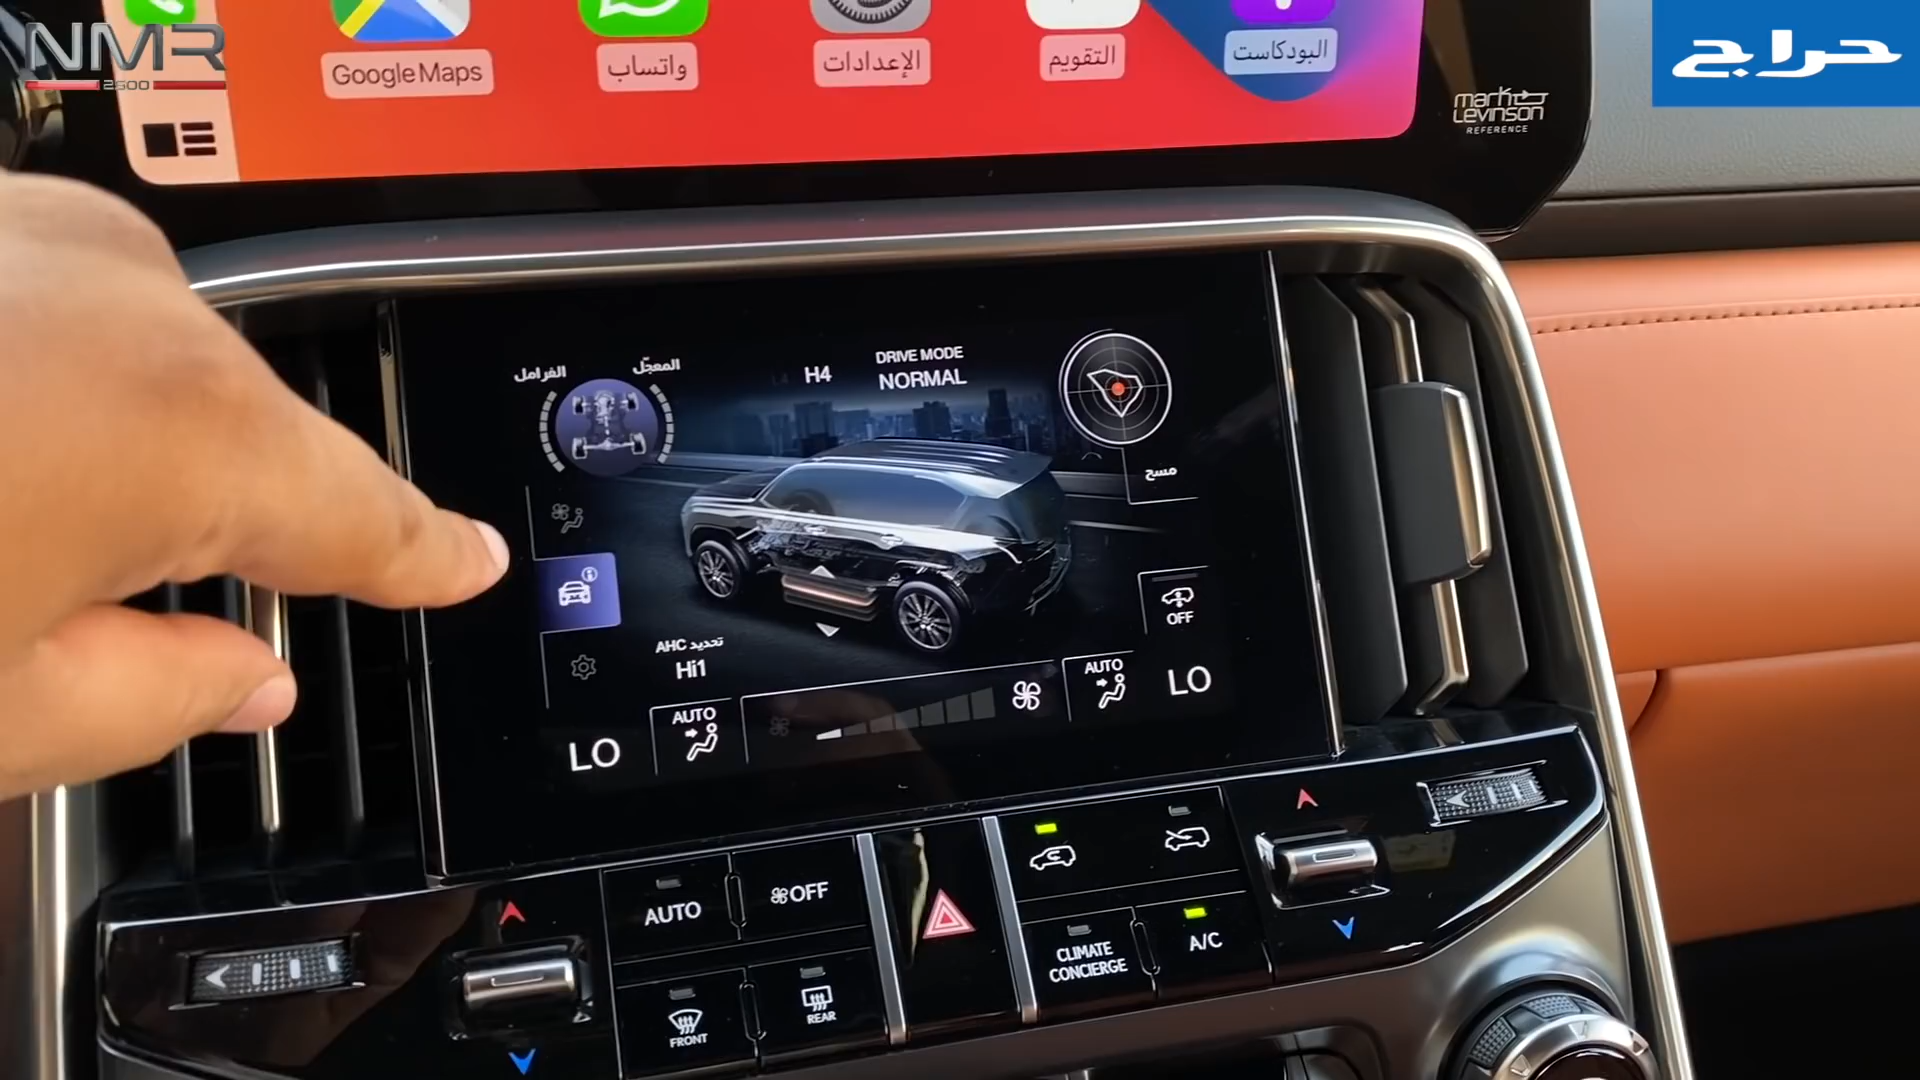 NMR
2500
حراج
Google Maps
واتساب
الإعدادات
التقويم
البودكاست
mark
Levinson
REFERENCE
الفرامل
المعجّل
H4
DRIVE MODE
NORMAL
مسح
OFF
تحديد AHC
Hi1
LO
AUTO
AUTO
LO
AUTO
OFF
FRONT
REAR
CLIMATE
CONCIERGE
A/C